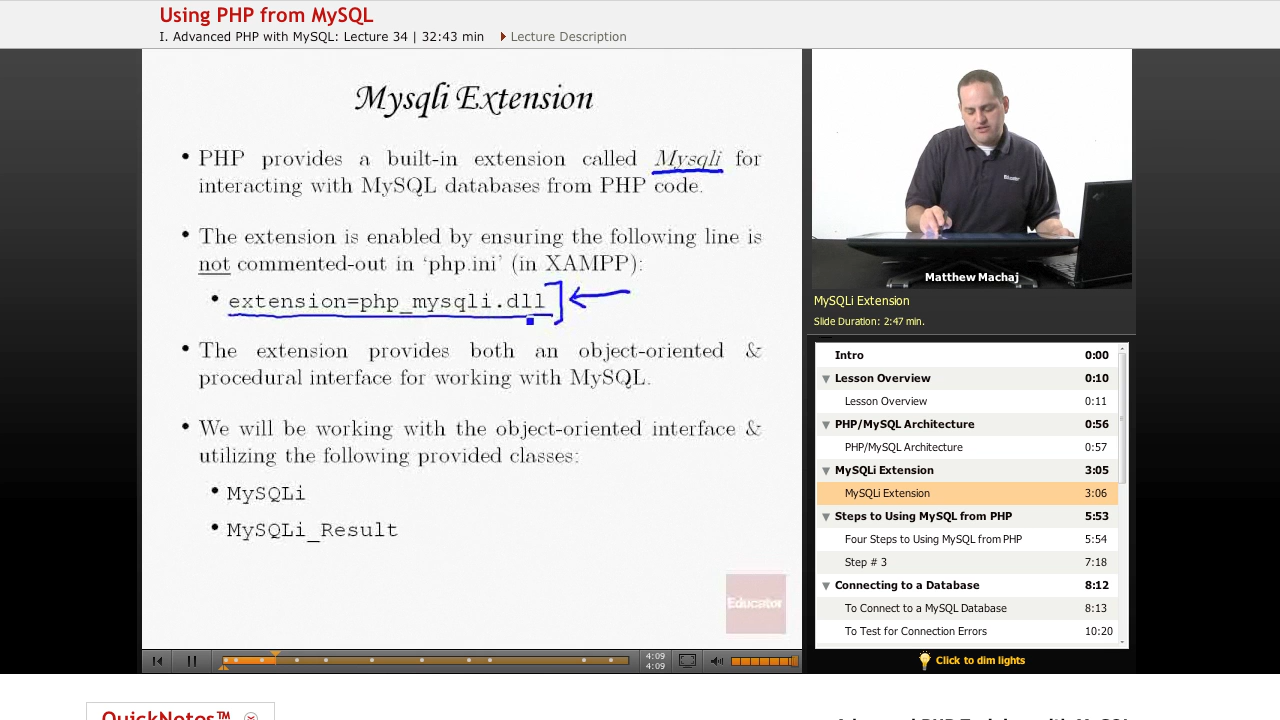 Using PHP from MySQL
I. Advanced PHP with MySQL: Lecture 34 | 32:43 min Lecture Description
Mysqli Extension
• PHP provides a built-in extension called Mysqli for
interacting with MySQL databases from PHP code.
• The extension is enabled by ensuring the following line is
not commented-out in ‘php.ini’ (in XAMPP):
• extension=php_mysqli.dll
• The extension provides both an object-oriented &
procedural interface for working with MySQL.
• We will be working with the object-oriented interface &
utilizing the following provided classes:
• MySQLi
• MySQLi_Result
Educator
4:09
4:09
Matthew Machaj
MySQLi Extension
Slide Duration: 2:47 min.
Intro 0:00
Lesson Overview 0:10
Lesson Overview 0:11
PHP/MySQL Architecture 0:56
PHP/MySQL Architecture 0:57
MySQLi Extension 3:05
MySQLi Extension 3:06
Steps to Using MySQL from PHP 5:53
Four Steps to Using MySQL from PHP 5:54
Step # 3 7:18
Connecting to a Database 8:12
To Connect to a MySQL Database 8:13
To Test for Connection Errors 10:20
Click to dim lights
QuickNotes™